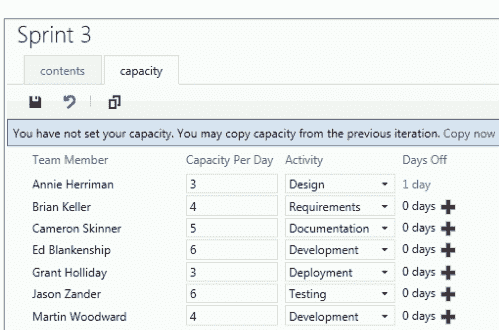 Sprint 3
contents capacity
You have not set your capacity. You may copy capacity from the previous iteration. Copy now
Team Member Capacity Per Day Activity Days Off
Annie Herriman 3 Design 1 day
Brian Keller 4 Requirements 0 days
Cameron Skinner 5 Documentation 0 days
Ed Blankenship 6 Development 0 days
Grant Holliday 3 Deployment 0 days
Jason Zander 6 Testing 0 days
Martin Woodward 4 Development 0 days